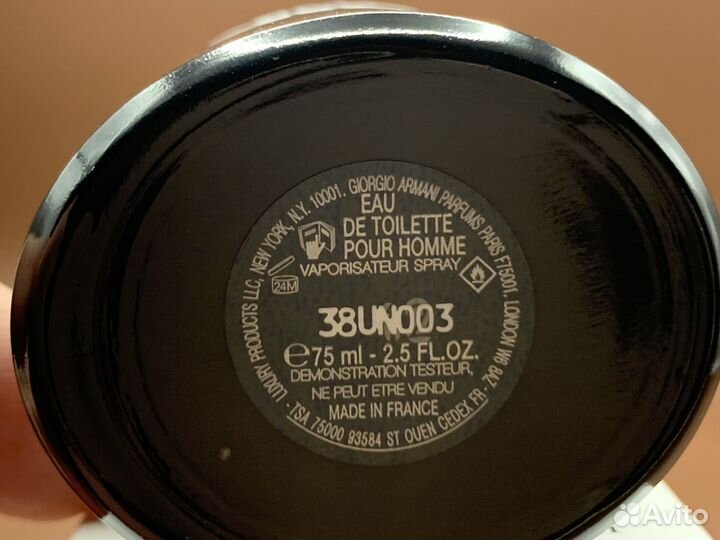 LUXURY PRODUCTS LLC, NEW YORK, N.Y. 10001. GIORGIO ARMANI PARFUMS PARIS F75001. LONDON W6 8AZ
EAU
DE TOILETTE
POUR HOMME
VAPORISATEUR SPRAY
24M
38UN003
e 75 ml - 2.5 FL.OZ.
DEMONSTRATION TESTEUR,
NE PEUT ETRE VENDU
MADE IN FRANCE
- TSA 75000 93584 ST OUEN CEDEX FR -
Avito